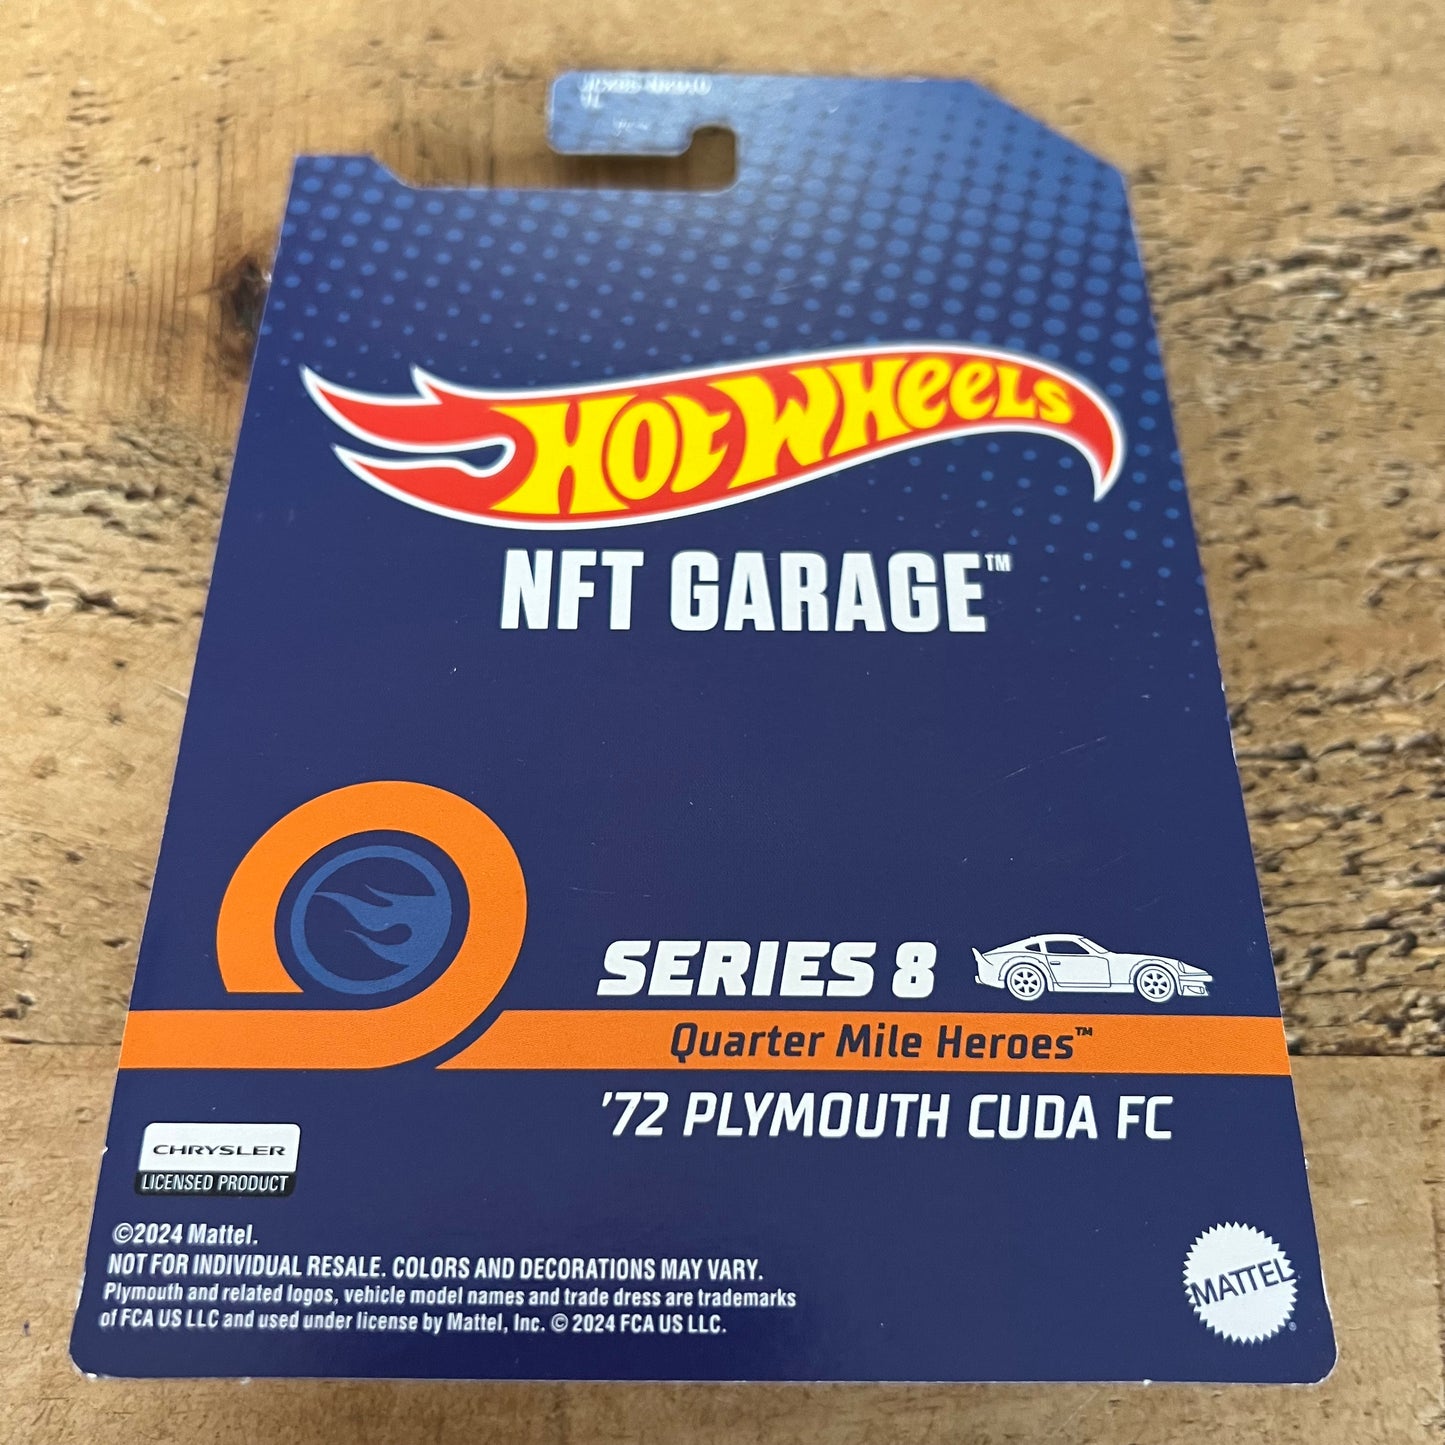 HOT WHEELS
NFT GARAGE™
SERIES 8
Quarter Mile Heroes™
'72 PLYMOUTH CUDA FC
CHRYSLER
LICENSED PRODUCT
©2024 Mattel.
NOT FOR INDIVIDUAL RESALE. COLORS AND DECORATIONS MAY VARY.
Plymouth and related logos, vehicle model names and trade dress are trademarks
of FCA US LLC and used under license by Mattel, Inc. © 2024 FCA US LLC.
MATTEL®